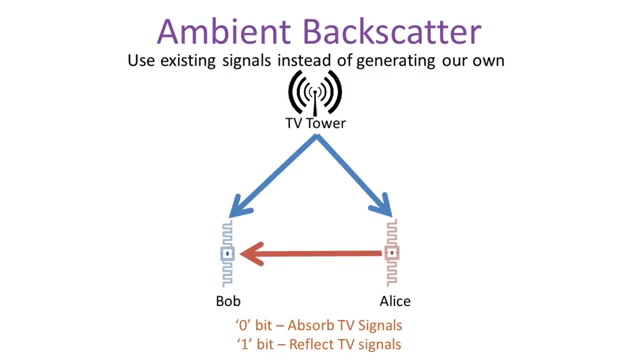 Ambient Backscatter
Use existing signals instead of generating our own
TV Tower
Bob
Alice
‘0’ bit – Absorb TV Signals
‘1’ bit – Reflect TV signals